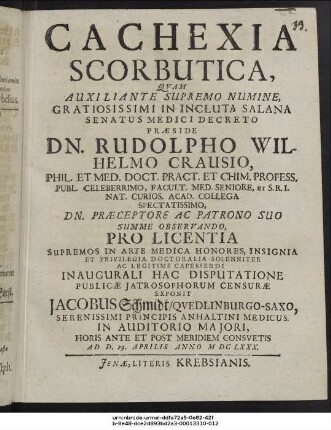 39.
CACHEXIA
SCORBUTICA,
QVAM
AUXILIANTE SUPREMO NUMINE,
GRATIOSISSIMI IN INCLUTA SALANA
SENATUS MEDICI DECRETO
PRÆSIDE
DN. RUDOLPHO WIL-
HELMO CRAUSIO,
PHIL. ET MED. DOCT. PRACT. ET CHIM. PROFESS.
PUBL. CELEBERRIMO, FACULT. MED. SENIORE, ET S.R.I.
NAT. CURIOS. ACAD. COLLEGA
SPECTATISSIMO,
DN. PRÆCEPTORE AC PATRONO SUO
SUMME OBSERVANDO,
PRO LICENTIA
SUPREMOS IN ARTE MEDICA HONORES, INSIGNIA
ET PRIVILEGIA DOCTORALIA SOLENNITER
AC LEGITIME CAPESSENDI
INAUGURALI HAC DISPUTATIONE
PUBLICÆ JATROSOPHORUM CENSURÆ
EXPONIT
JACOBUS Schmidt/ QVEDLINBURGO-SAXO,
SERENISSIMI PRINCIPIS ANHALTINI MEDICUS.
IN AUDITORIO MAJORI,
HORIS ANTE ET POST MERIDIEM CONSVETIS
AD D. 29. APRILIS ANNO M DC LXXX.
JENÆ, LITERIS KREBSIANIS.